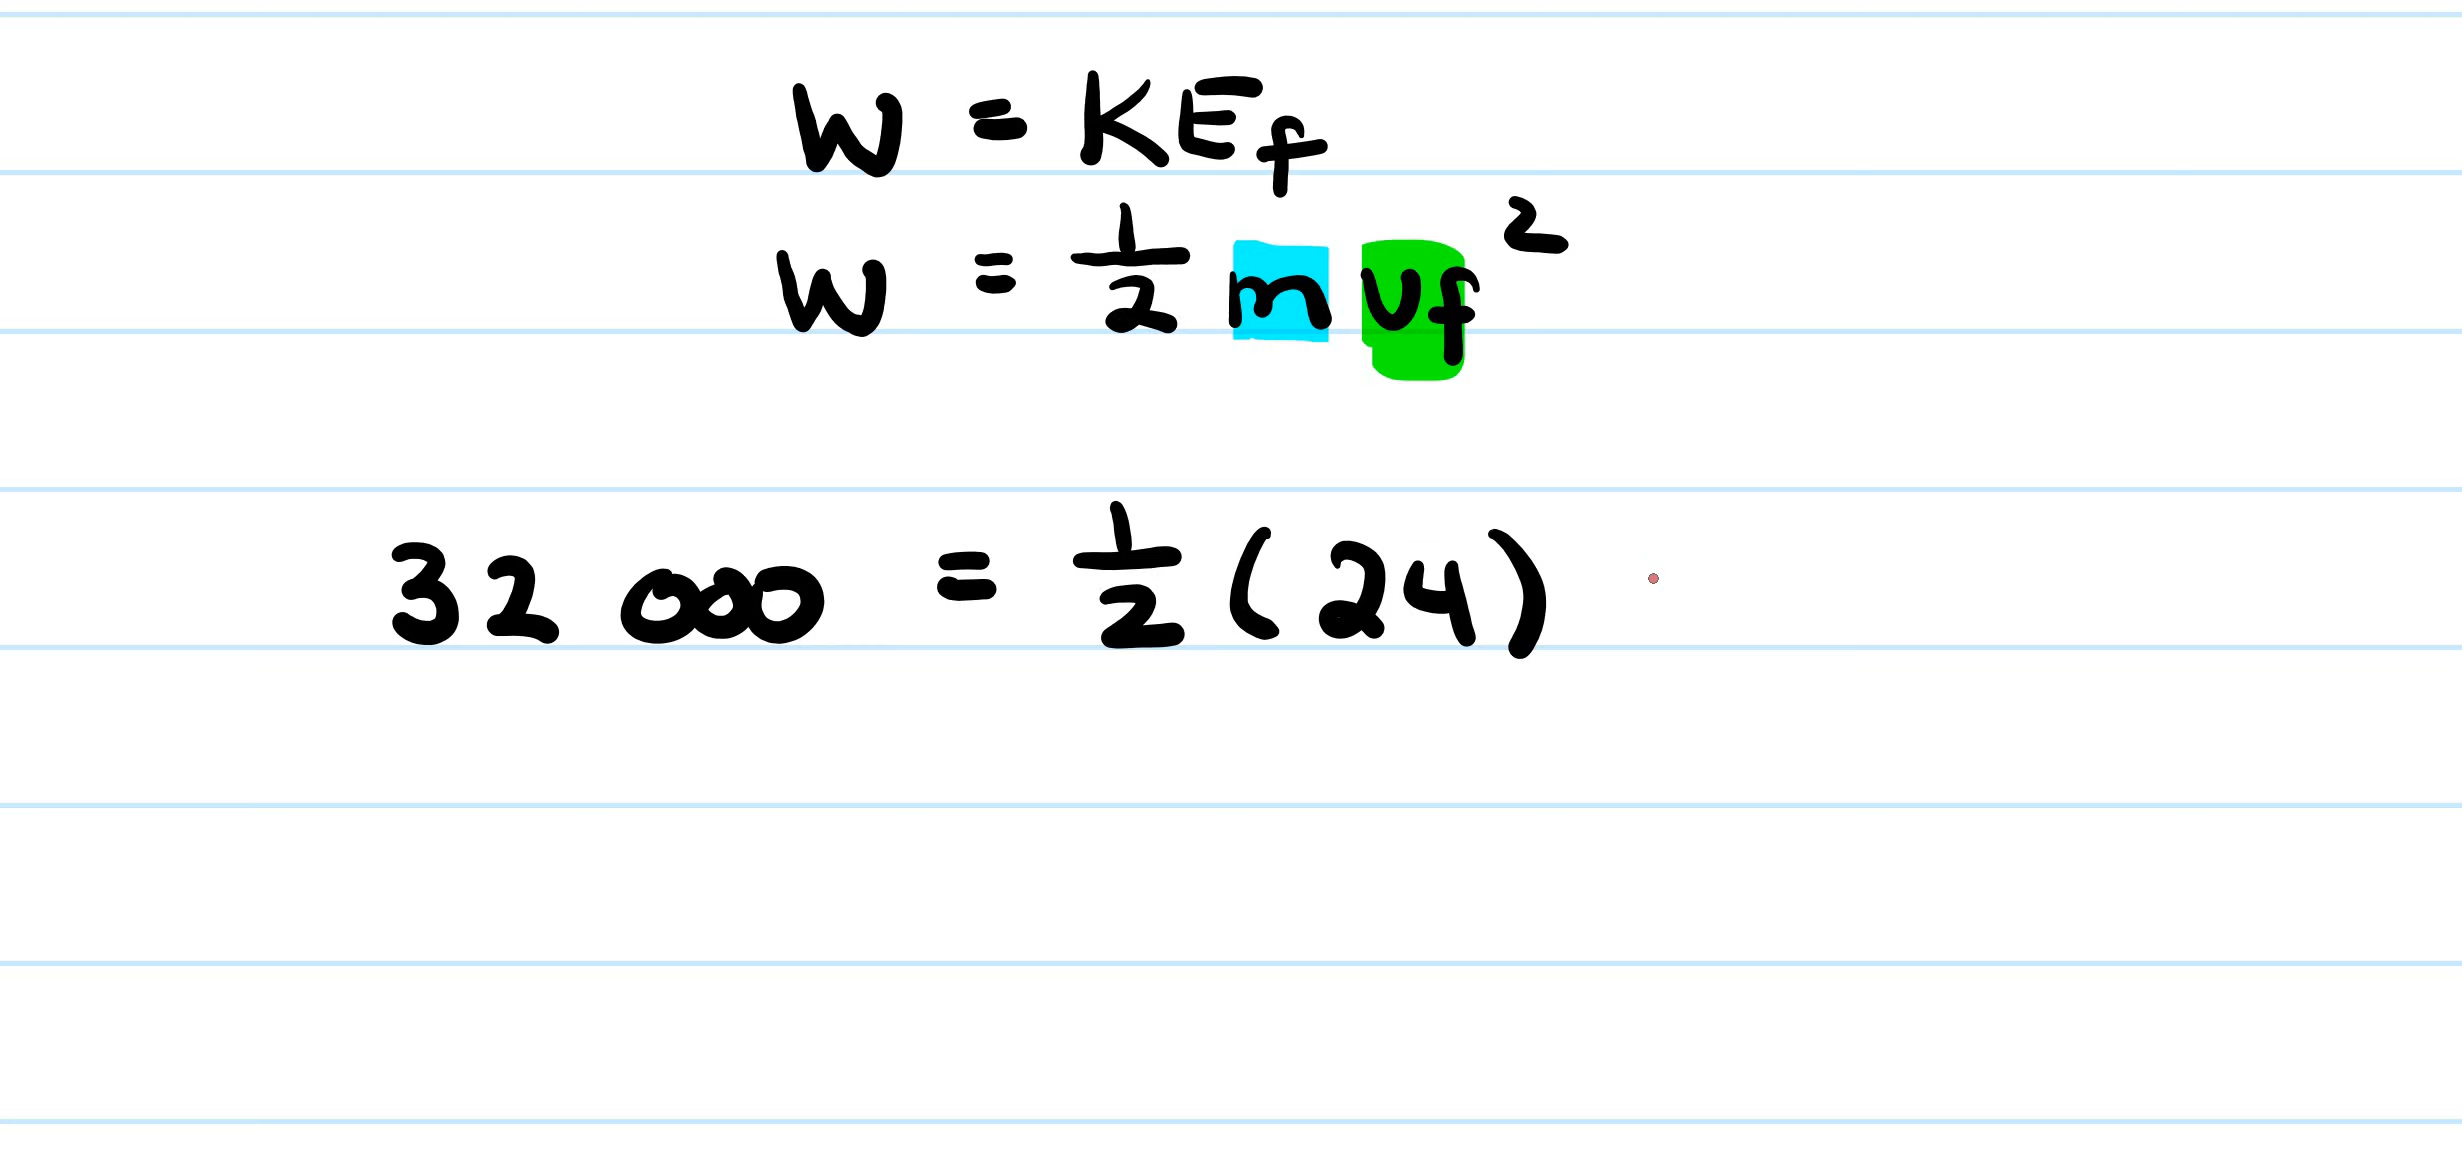 W = KEf
W = 1/2 m vf²
32 000 = 1/2 (24)